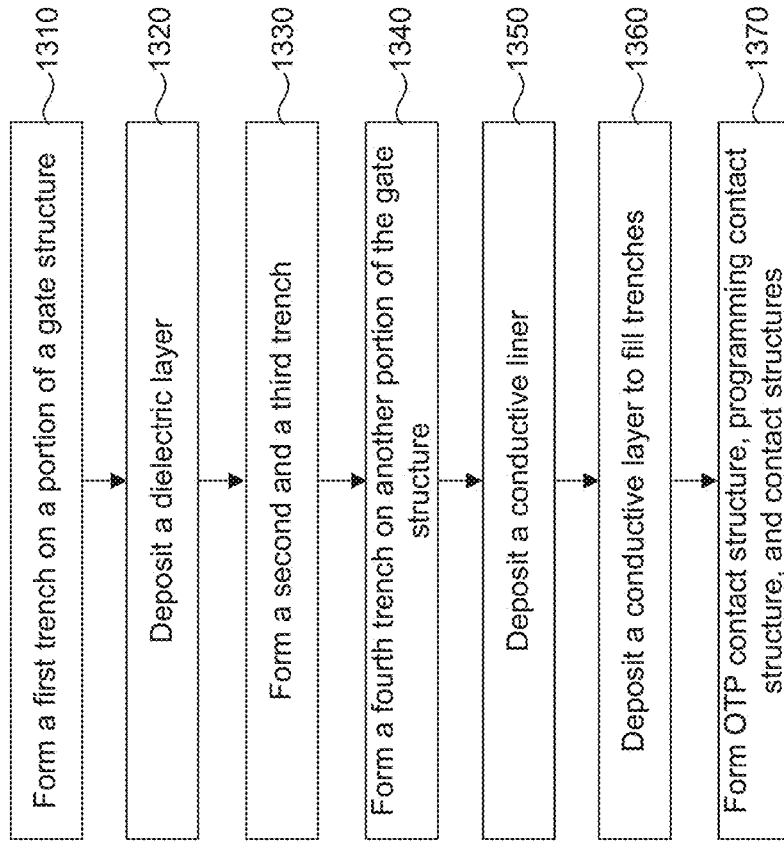 Form a first trench on a portion of a gate structure
1310
Deposit a dielectric layer
1320
Form a second and a third trench
1330
Form a fourth trench on another portion of the gate
structure
1340
Deposit a conductive liner
1350
Deposit a conductive layer to fill trenches
1360
Form OTP contact structure, programming contact
structure, and contact structures
1370